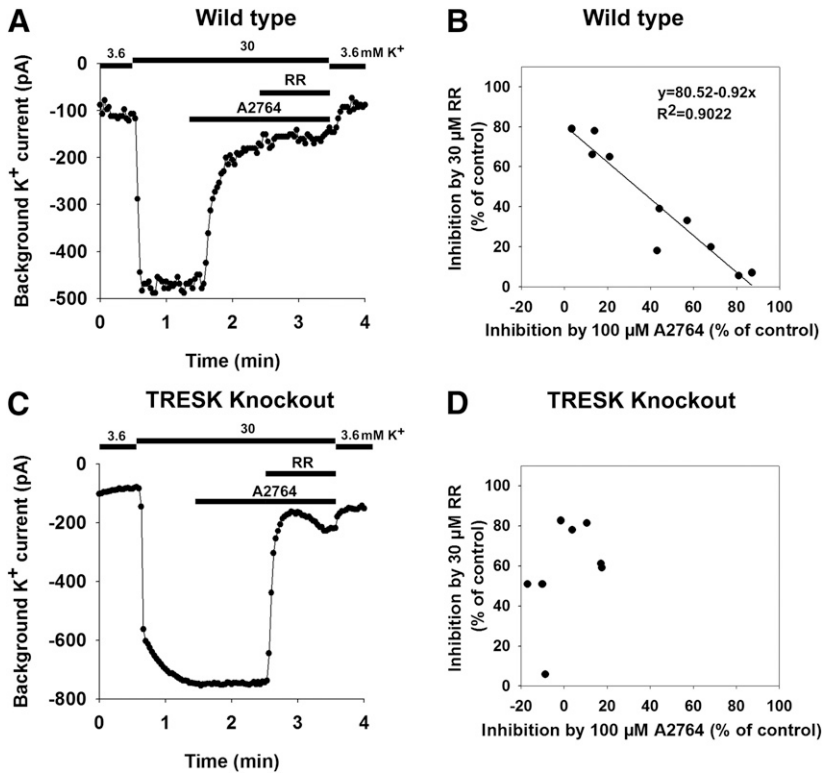 A
Wild type
3.6
30
3.6 mM K+
RR
A2764
0
-100
-200
-300
-400
-500
Background K+ current (pA)
0 1 2 3 4
Time (min)
B
Wild type
y=80.52-0.92x
R2=0.9022
100
80
60
40
20
0
Inhibition by 30 µM RR
(% of control)
-20 0 20 40 60 80 100
Inhibition by 100 µM A2764 (% of control)
C
TRESK Knockout
3.6
30
3.6 mM K+
RR
A2764
0
-200
-400
-600
-800
Background K+ current (pA)
0 1 2 3 4
Time (min)
D
TRESK Knockout
100
80
60
40
20
0
Inhibition by 30 µM RR
(% of control)
-20 0 20 40 60 80 100
Inhibition by 100 µM A2764 (% of control)